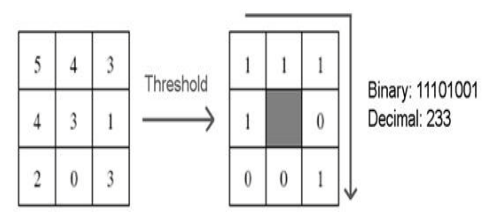 5 4 3 1 1 1
Threshold
4 3 1 1 0
Binary: 11101001
Decimal: 233
2 0 3 0 0 1